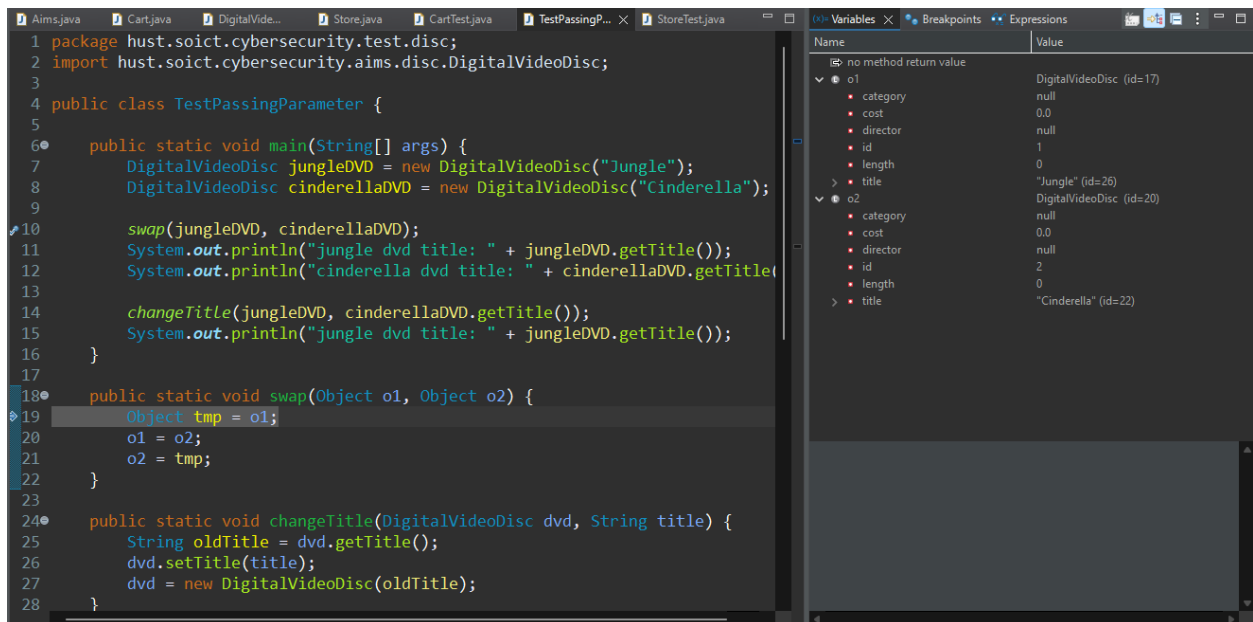 Aims.java Cart.java DigitalVide... Store.java CartTest.java TestPassingP... StoreTest.java
1 package hust.soict.cybersecurity.test.disc;
2 import hust.soict.cybersecurity.aims.disc.DigitalVideoDisc;
3
4 public class TestPassingParameter {
5
6 public static void main(String[] args) {
7 DigitalVideoDisc jungleDVD = new DigitalVideoDisc("Jungle");
8 DigitalVideoDisc cinderellaDVD = new DigitalVideoDisc("Cinderella");
9
10 swap(jungleDVD, cinderellaDVD);
11 System.out.println("jungle dvd title: " + jungleDVD.getTitle());
12 System.out.println("cinderella dvd title: " + cinderellaDVD.getTitle(
13
14 changeTitle(jungleDVD, cinderellaDVD.getTitle());
15 System.out.println("jungle dvd title: " + jungleDVD.getTitle());
16 }
17
18 public static void swap(Object o1, Object o2) {
19 Object tmp = o1;
20 o1 = o2;
21 o2 = tmp;
22 }
23
24 public static void changeTitle(DigitalVideoDisc dvd, String title) {
25 String oldTitle = dvd.getTitle();
26 dvd.setTitle(title);
27 dvd = new DigitalVideoDisc(oldTitle);
28 }
(x)= Variables Breakpoints Expressions
Name Value
no method return value
o1 DigitalVideoDisc (id=17)
category null
cost 0.0
director null
id 1
length 0
title "Jungle" (id=26)
o2 DigitalVideoDisc (id=20)
category null
cost 0.0
director null
id 2
length 0
title "Cinderella" (id=22)